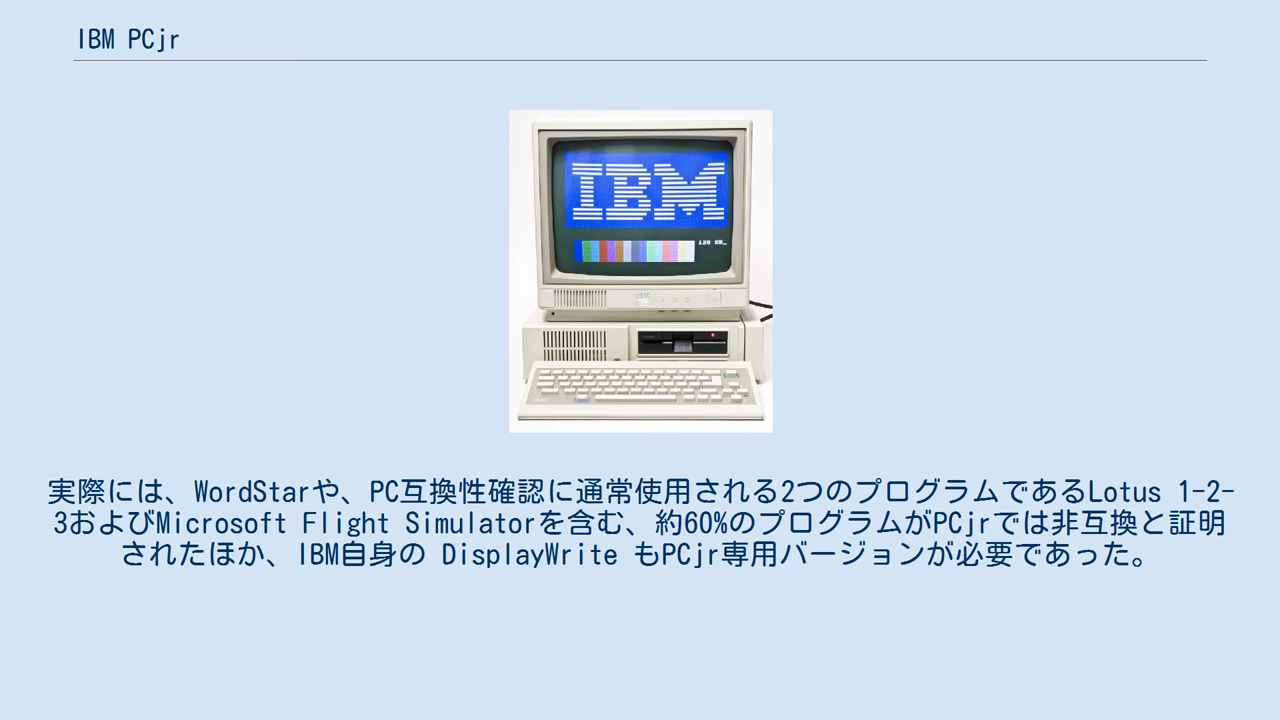 IBM PCjr
IBM
128 KB_
実際には、WordStarや、PC互換性確認に通常使用される2つのプログラムであるLotus 1-2-
3およびMicrosoft Flight Simulatorを含む、約60%のプログラムがPCjrでは非互換と証明
されたほか、IBM自身の DisplayWrite もPCjr専用バージョンが必要であった。